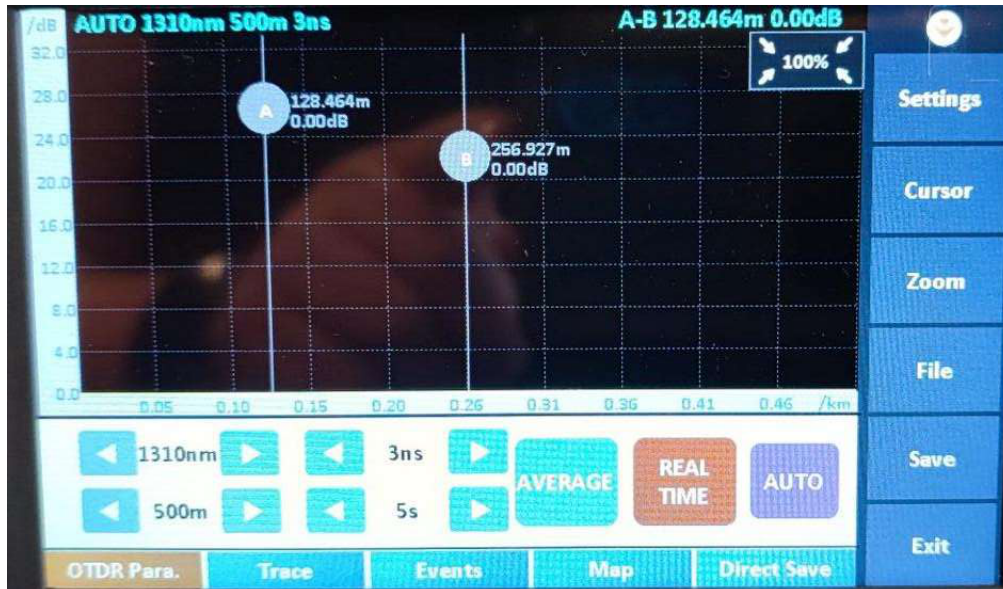 /dB AUTO 1310nm 500m 3ns A-B 128.464m 0.00dB
32.0
100%
28.0
A 128.464m
0.00dB
24.0
B 256.927m
0.00dB
20.0
16.0
12.0
8.0
4.0
0.0
0.05 0.10 0.15 0.20 0.26 0.31 0.36 0.41 0.46 /km
1310nm 3ns
500m 5s
AVERAGE
REAL
TIME
AUTO
OTDR Para. Trace Events Map Direct Save
Settings
Cursor
Zoom
File
Save
Exit